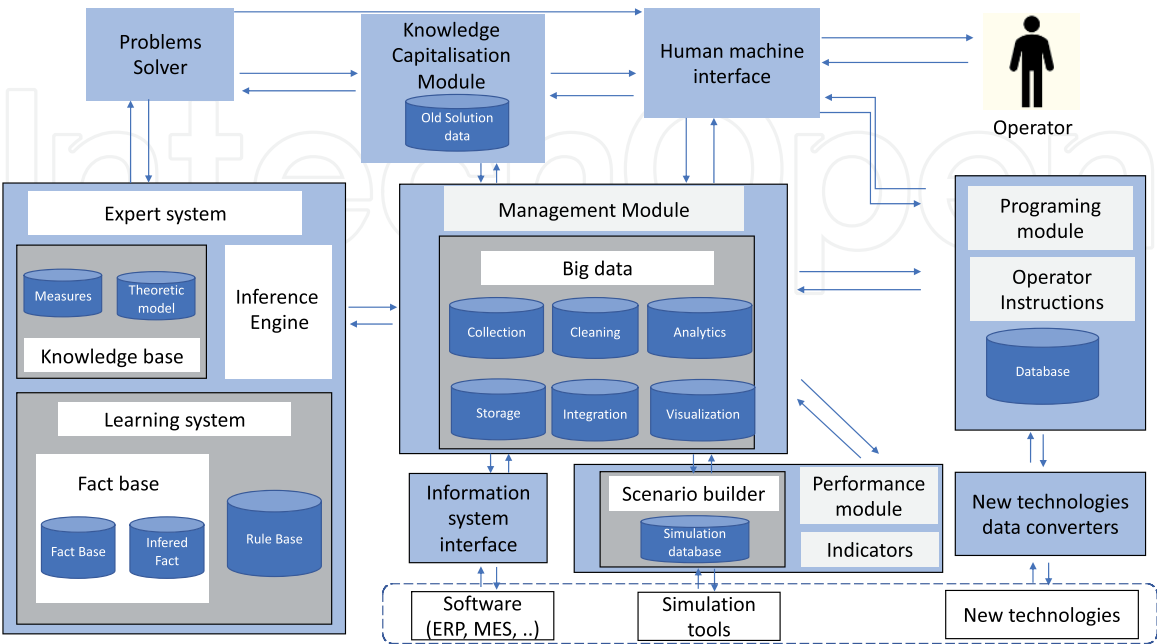 Problems
Solver
Knowledge
Capitalisation
Module
Old Solution
data
Human machine
interface
Operator
IntechOpen
Expert system
Measures
Theoretic
model
Knowledge base
Inference
Engine
Learning system
Fact base
Fact Base
Infered
Fact
Rule Base
Management Module
Big data
Collection
Cleaning
Analytics
Storage
Integration
Visualization
Programing
module
Operator
Instructions
Database
Information
system
interface
Scenario builder
Simulation
database
Performance
module
Indicators
New technologies
data converters
Software
(ERP, MES, ..)
Simulation
tools
New technologies